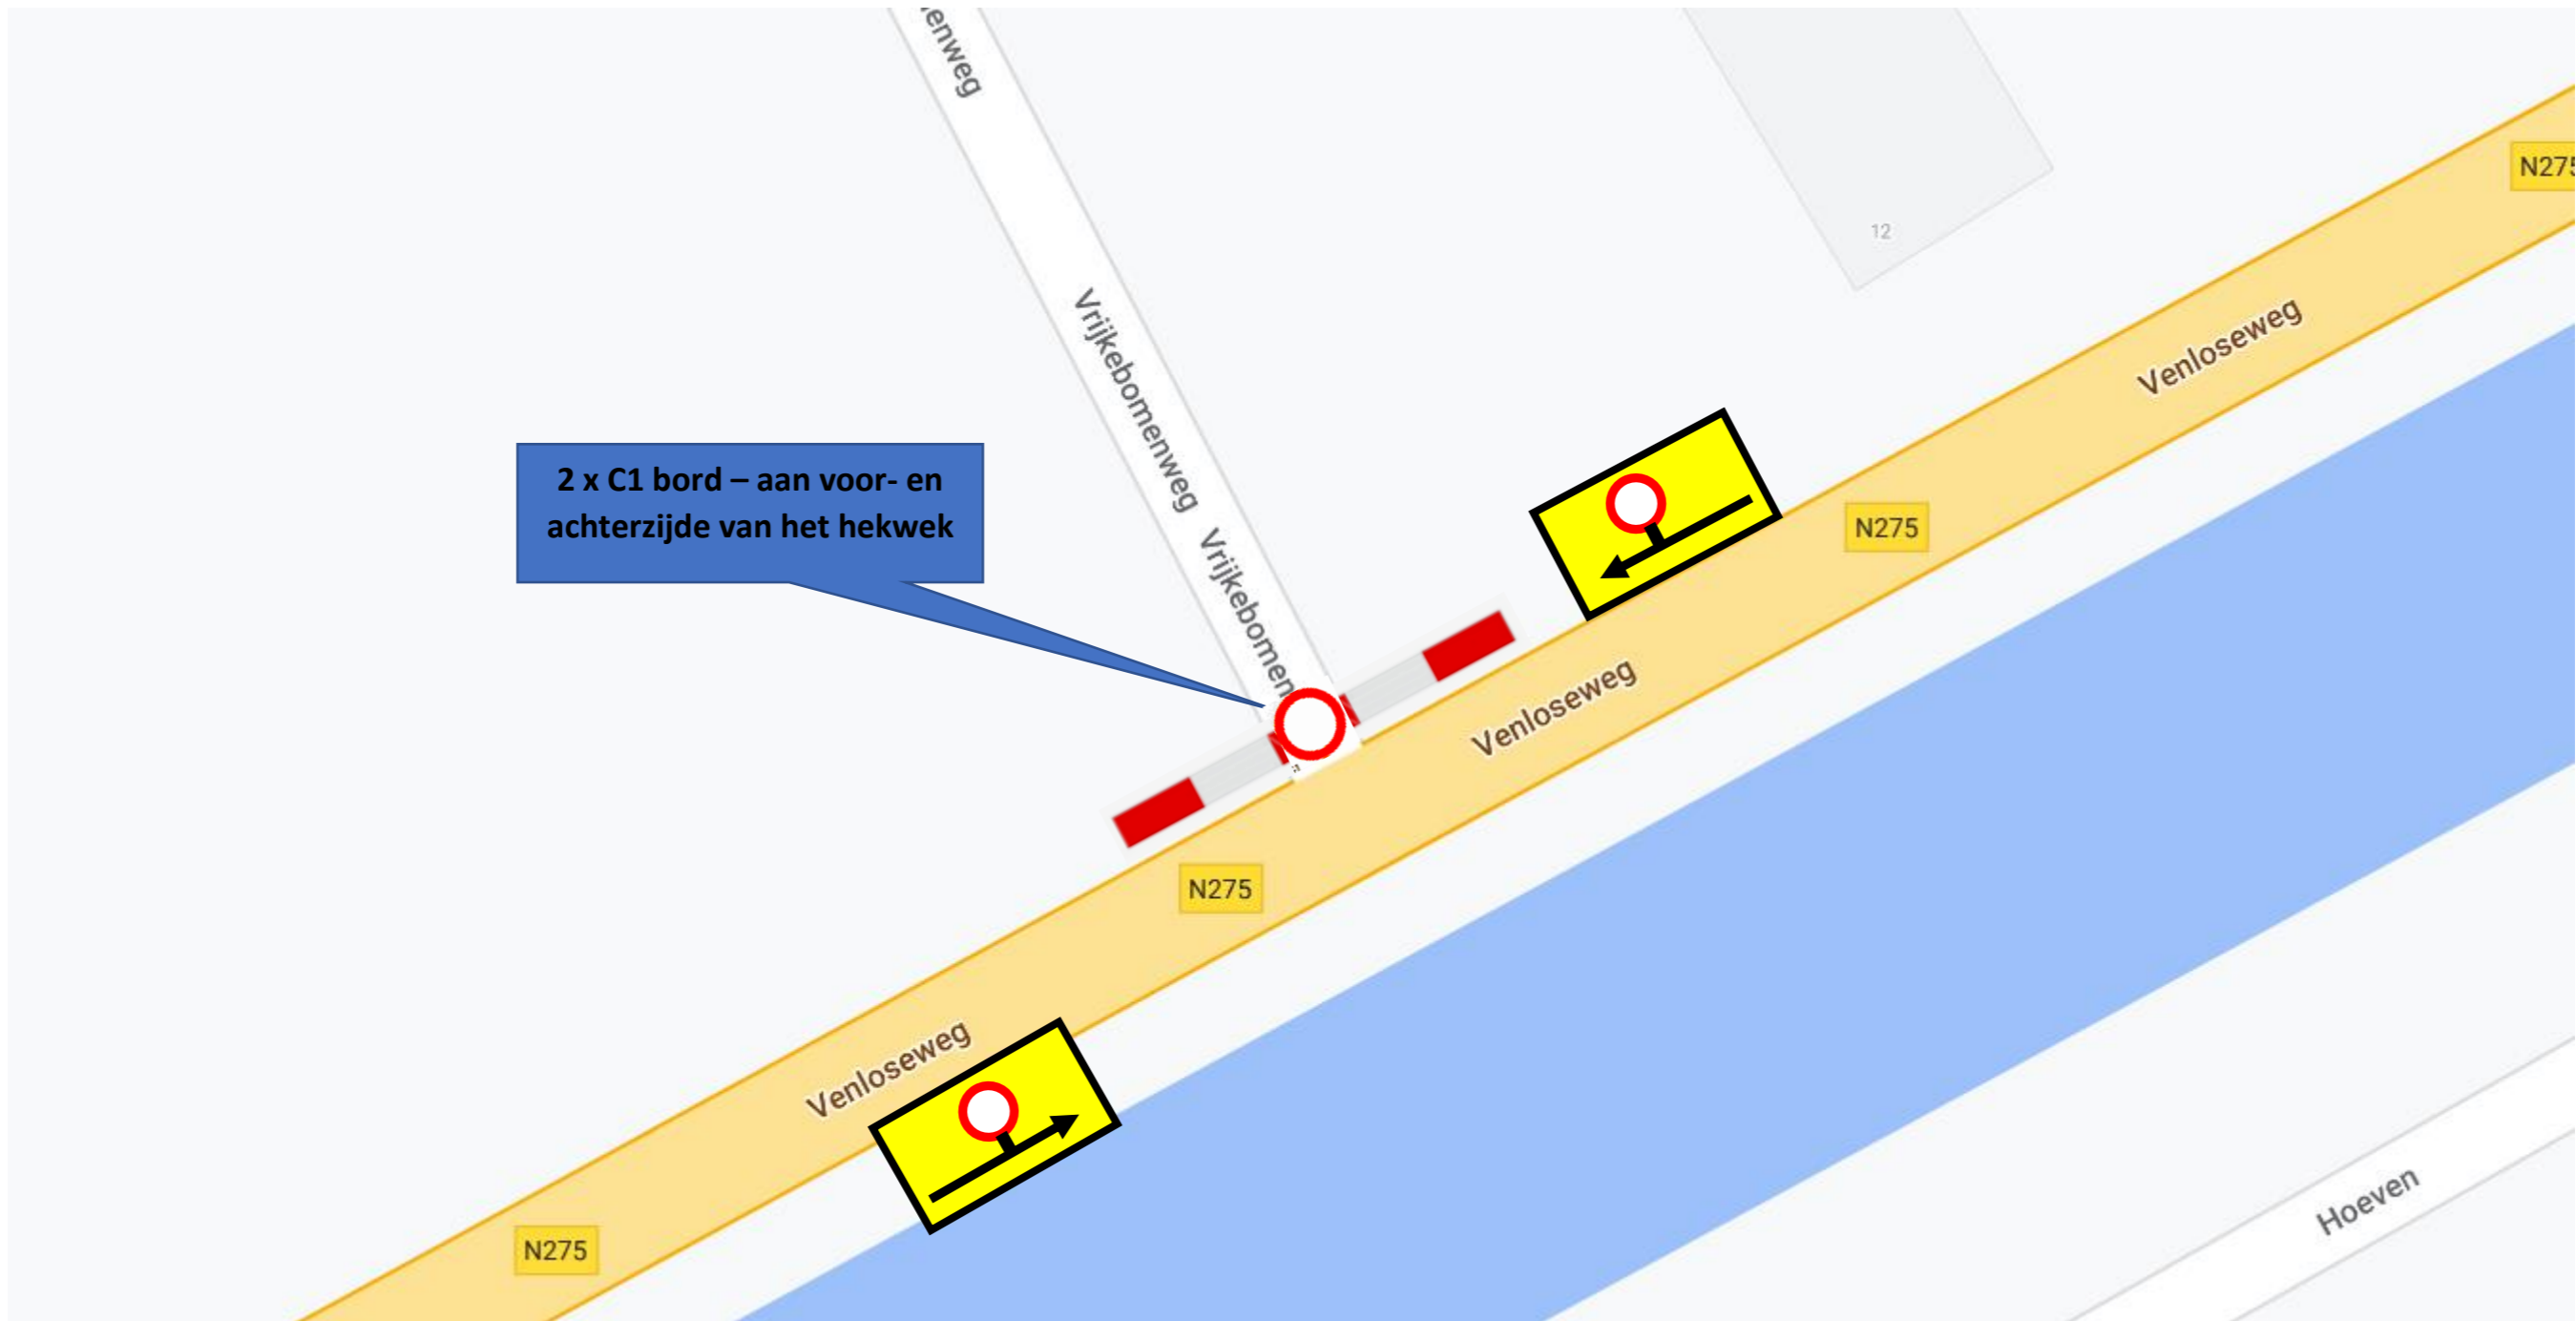 enweg
N275
12
Vrijkebomenweg
Venloseweg
2 x C1 bord – aan voor- en
achterzijde van het hekwek
N275
Vrijkebomen
Venloseweg
N275
Venloseweg
Hoeven
N275